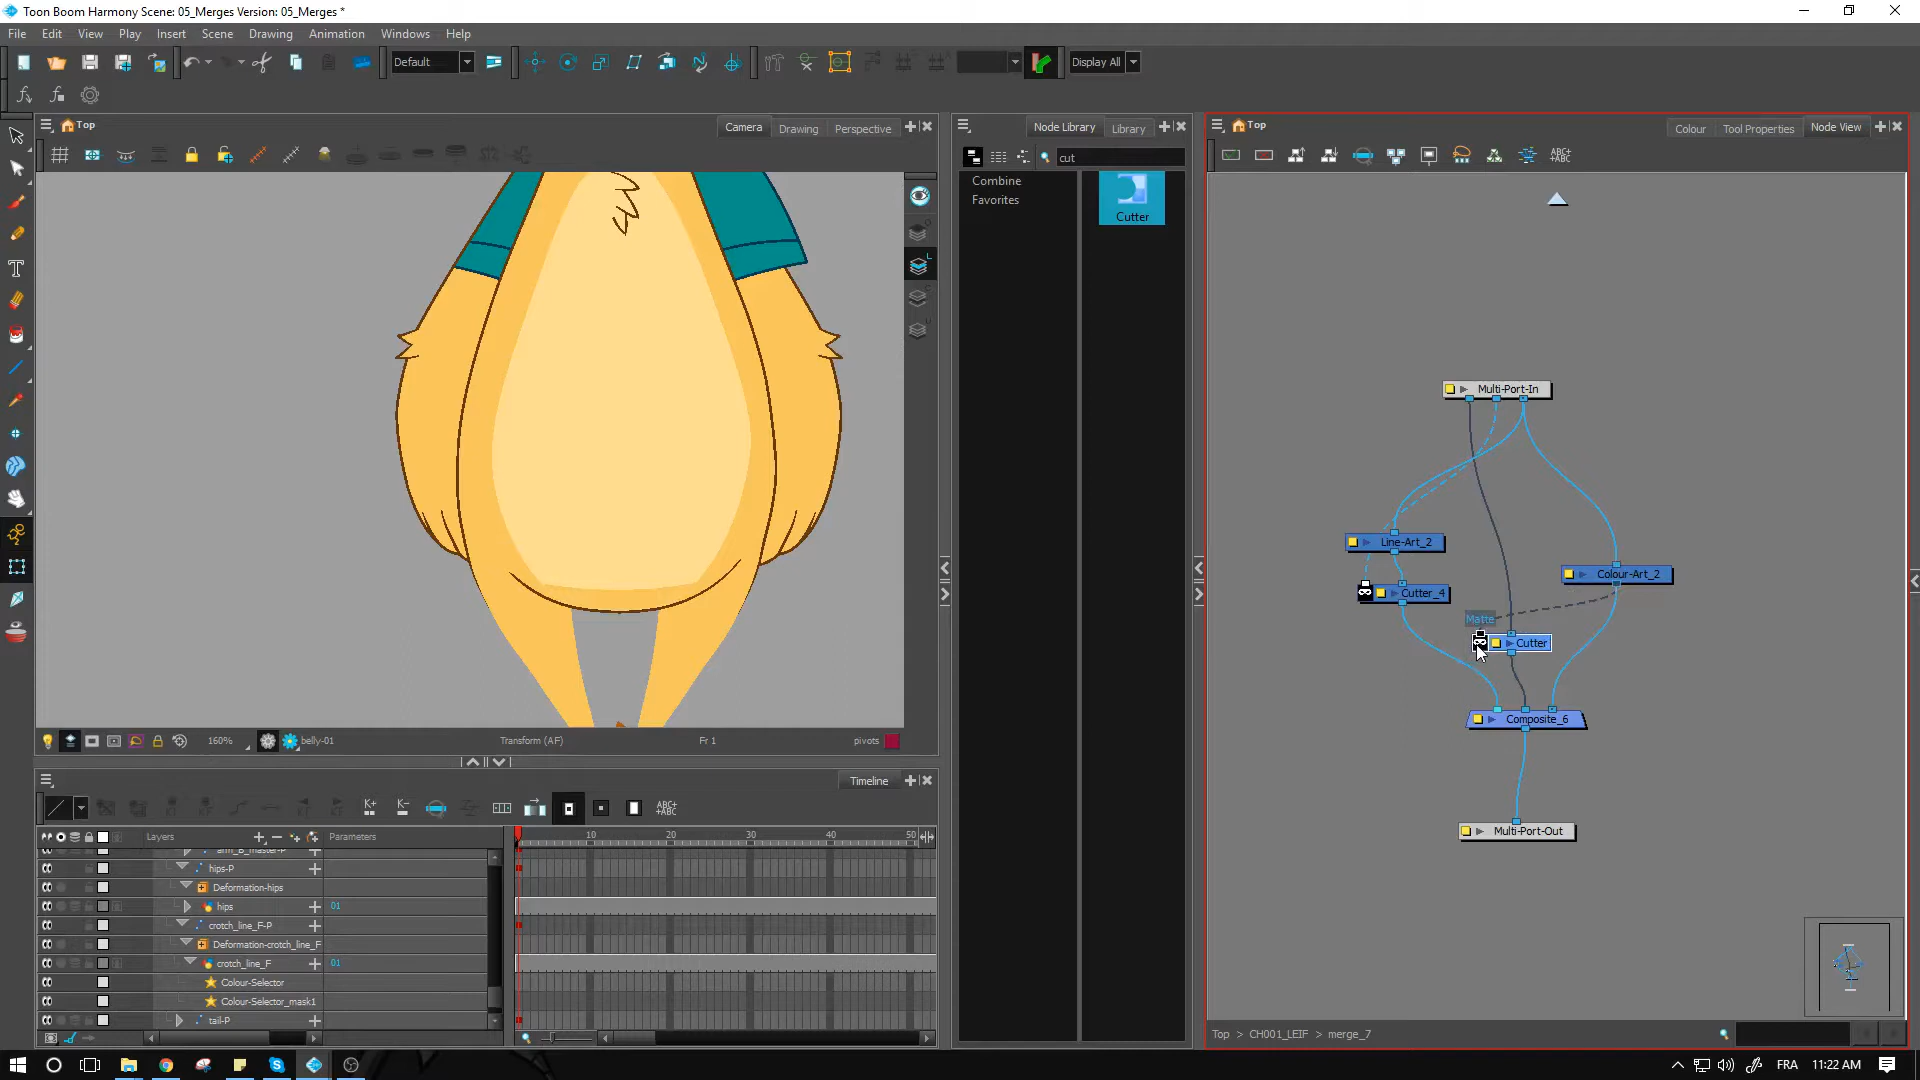 Toon Boom Harmony Scene: 05_Merges Version: 05_Merges *
File Edit View Play Insert Scene Drawing Animation Windows Help
Default
Display All
Top
Camera Drawing Perspective
Node Library Library
cut
Combine
Favorites
Cutter
Top
Colour Tool Properties Node View
Multi-Port-In
Line-Art_2
Cutter_4
Colour-Art_2
Matte
Cutter
Composite_6
Multi-Port-Out
160% belly-01 Transform (AF) Fr 1 pivots
Timeline
Layers Parameters 10 20 30 40 50
arm_B_master-P
hips-P
Deformation-hips
hips 01
crotch_line_F-P
Deformation-crotch_line_F
crotch_line_F 01
Colour-Selector
Colour-Selector_mask1
tail-P
Top > CH001_LEIF > merge_7
FRA 11:22 AM